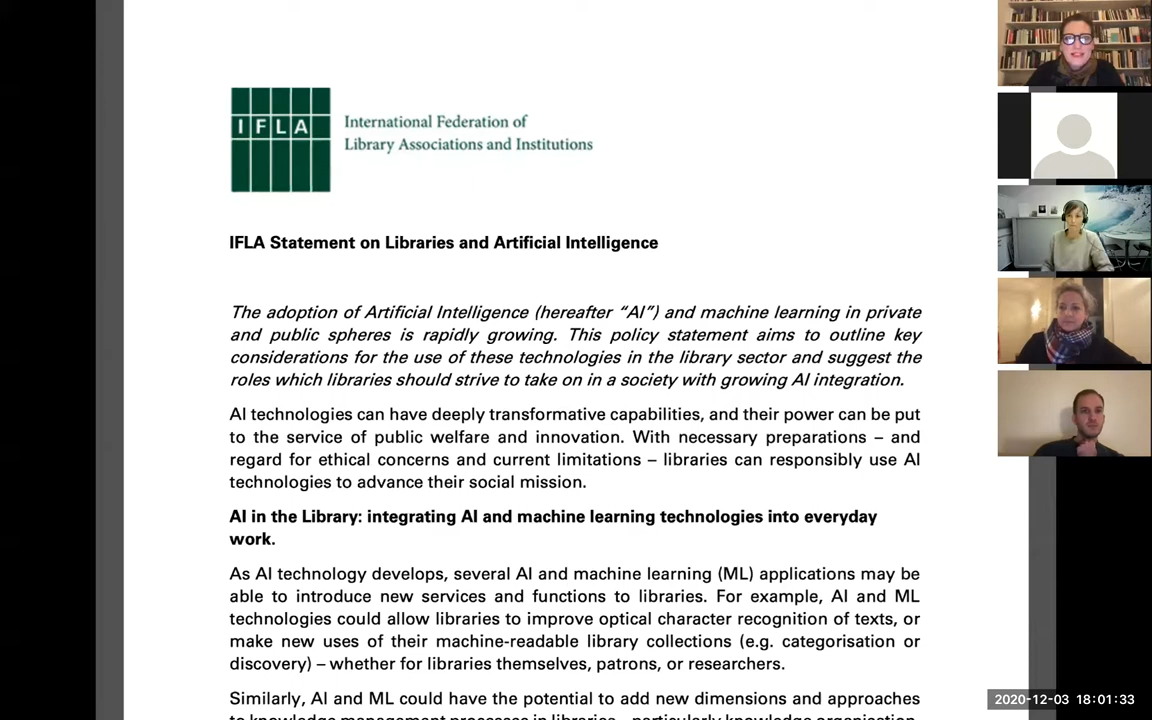 IFLA
International Federation of
Library Associations and Institutions
IFLA Statement on Libraries and Artificial Intelligence
The adoption of Artificial Intelligence (hereafter “AI”) and machine learning in private
and public spheres is rapidly growing. This policy statement aims to outline key
considerations for the use of these technologies in the library sector and suggest the
roles which libraries should strive to take on in a society with growing AI integration.
AI technologies can have deeply transformative capabilities, and their power can be put
to the service of public welfare and innovation. With necessary preparations – and
regard for ethical concerns and current limitations – libraries can responsibly use AI
technologies to advance their social mission.
AI in the Library: integrating AI and machine learning technologies into everyday
work.
As AI technology develops, several AI and machine learning (ML) applications may be
able to introduce new services and functions to libraries. For example, AI and ML
technologies could allow libraries to improve optical character recognition of texts, or
make new uses of their machine-readable library collections (e.g. categorisation or
discovery) – whether for libraries themselves, patrons, or researchers.
Similarly, AI and ML could have the potential to add new dimensions and approaches
to knowledge management processes in libraries – particularly knowledge organisation,
2020-12-03 18:01:33